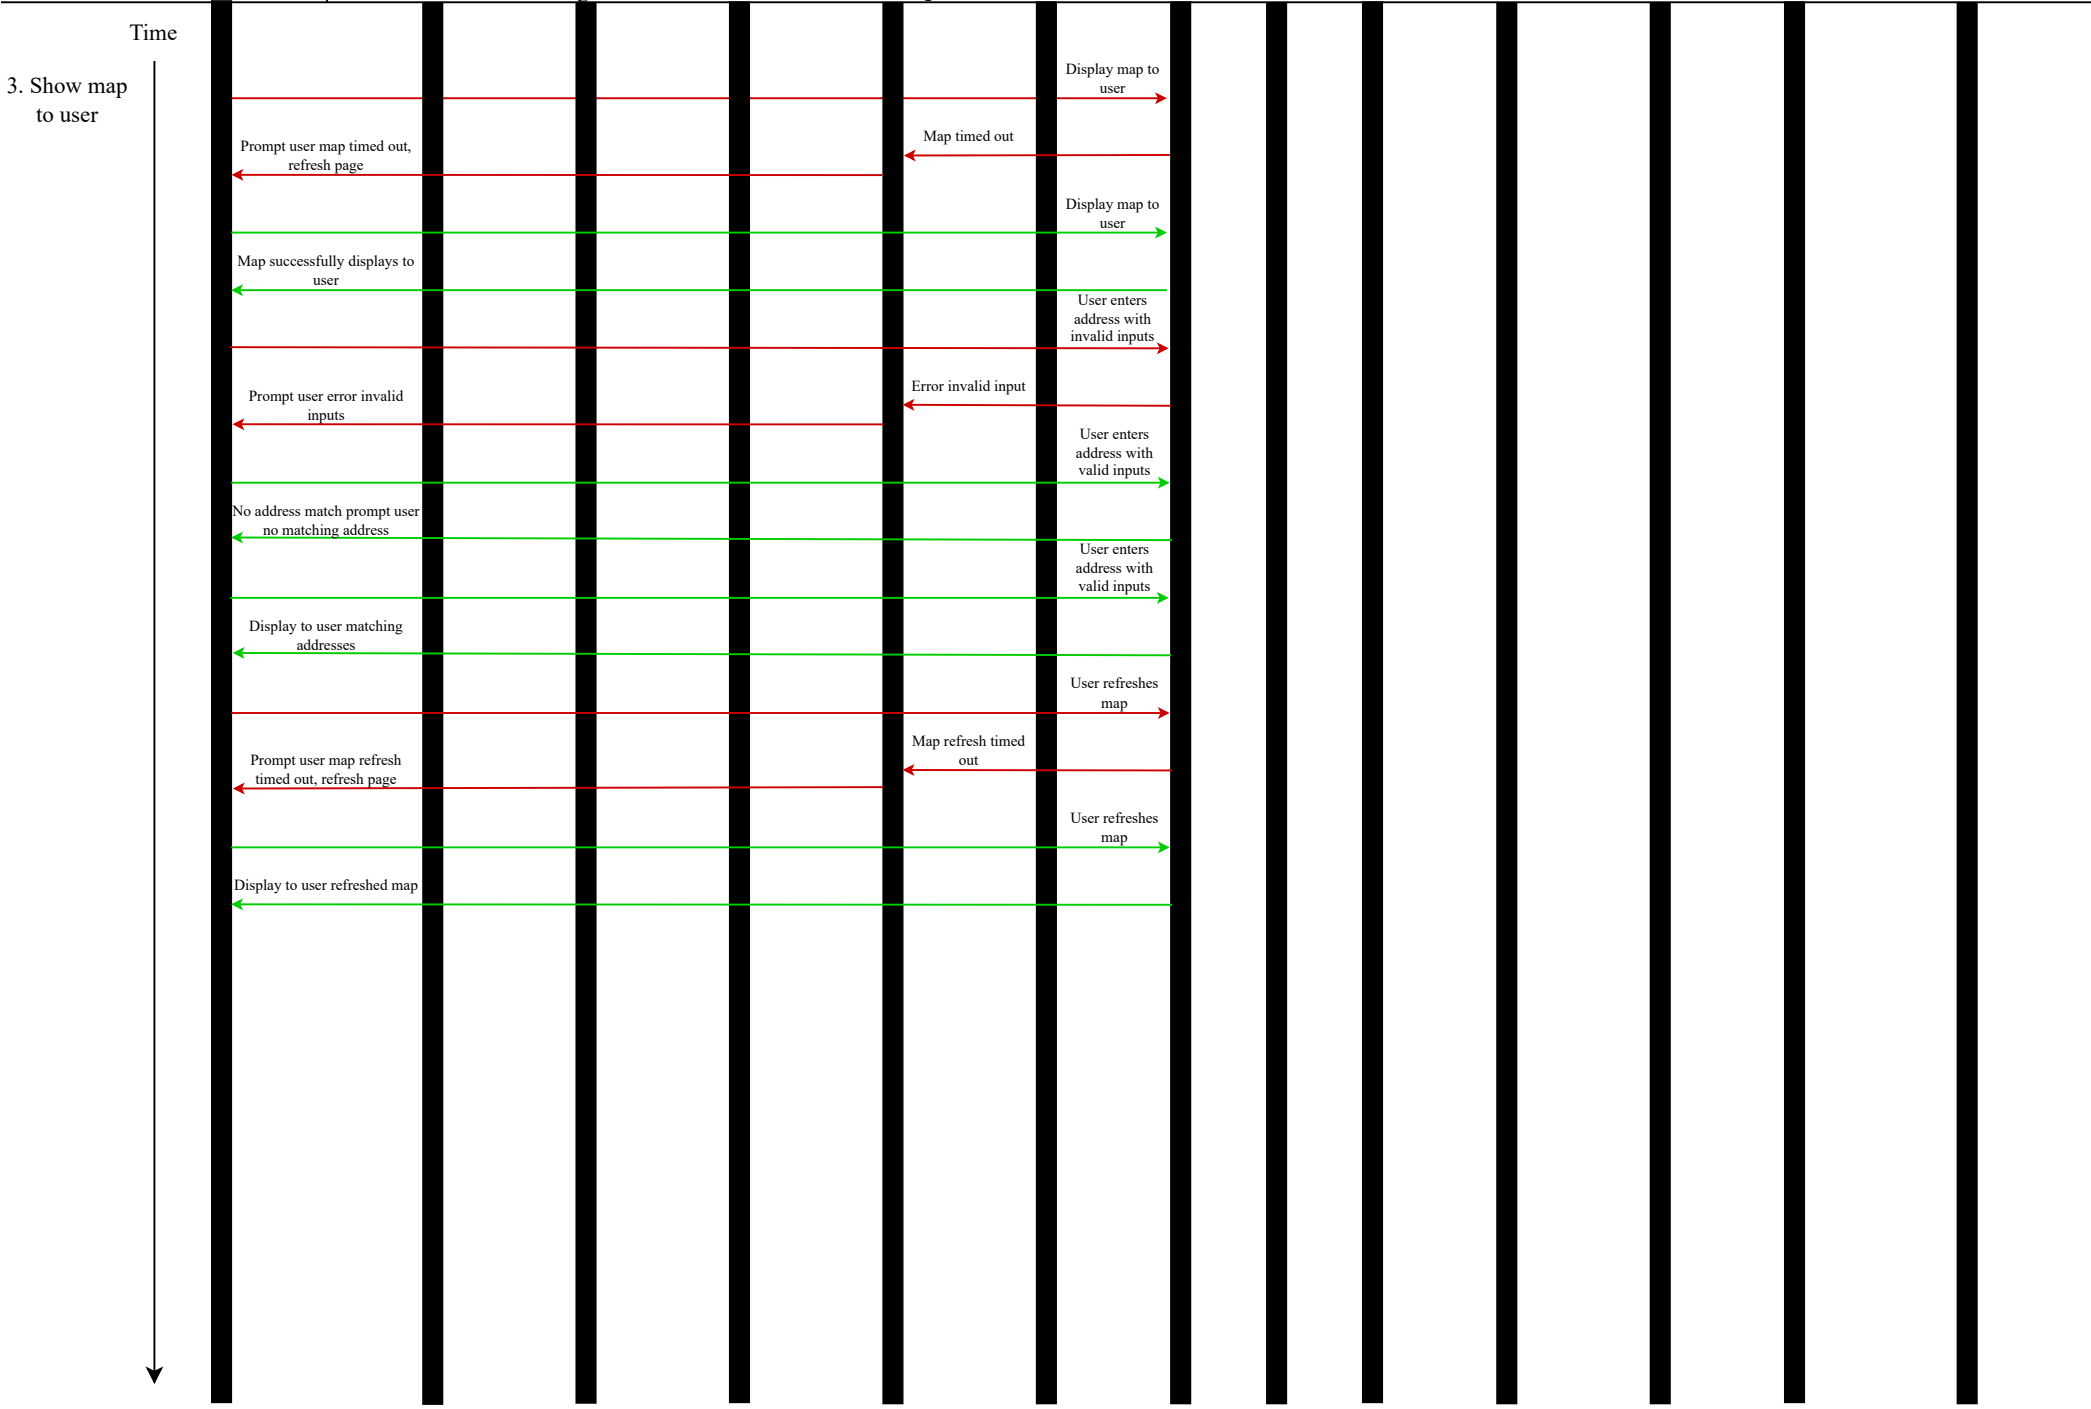 Time
3. Show map
to user
Display map to
user
Map timed out
Prompt user map timed out,
refresh page
Display map to
user
Map successfully displays to
user
User enters
address with
invalid inputs
Error invalid input
Prompt user error invalid
inputs
User enters
address with
valid inputs
No address match prompt user
no matching address
User enters
address with
valid inputs
Display to user matching
addresses
User refreshes
map
Map refresh timed
out
Prompt user map refresh
timed out, refresh page
User refreshes
map
Display to user refreshed map